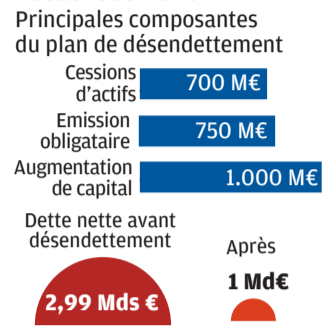 Principales composantes
du plan de désendettement
Cessions
d'actifs
700 M€
Emission
obligataire
750 M€
Augmentation
de capital
1.000 M€
Dette nette avant
désendettement
2,99 Mds €
Après
1 Md€